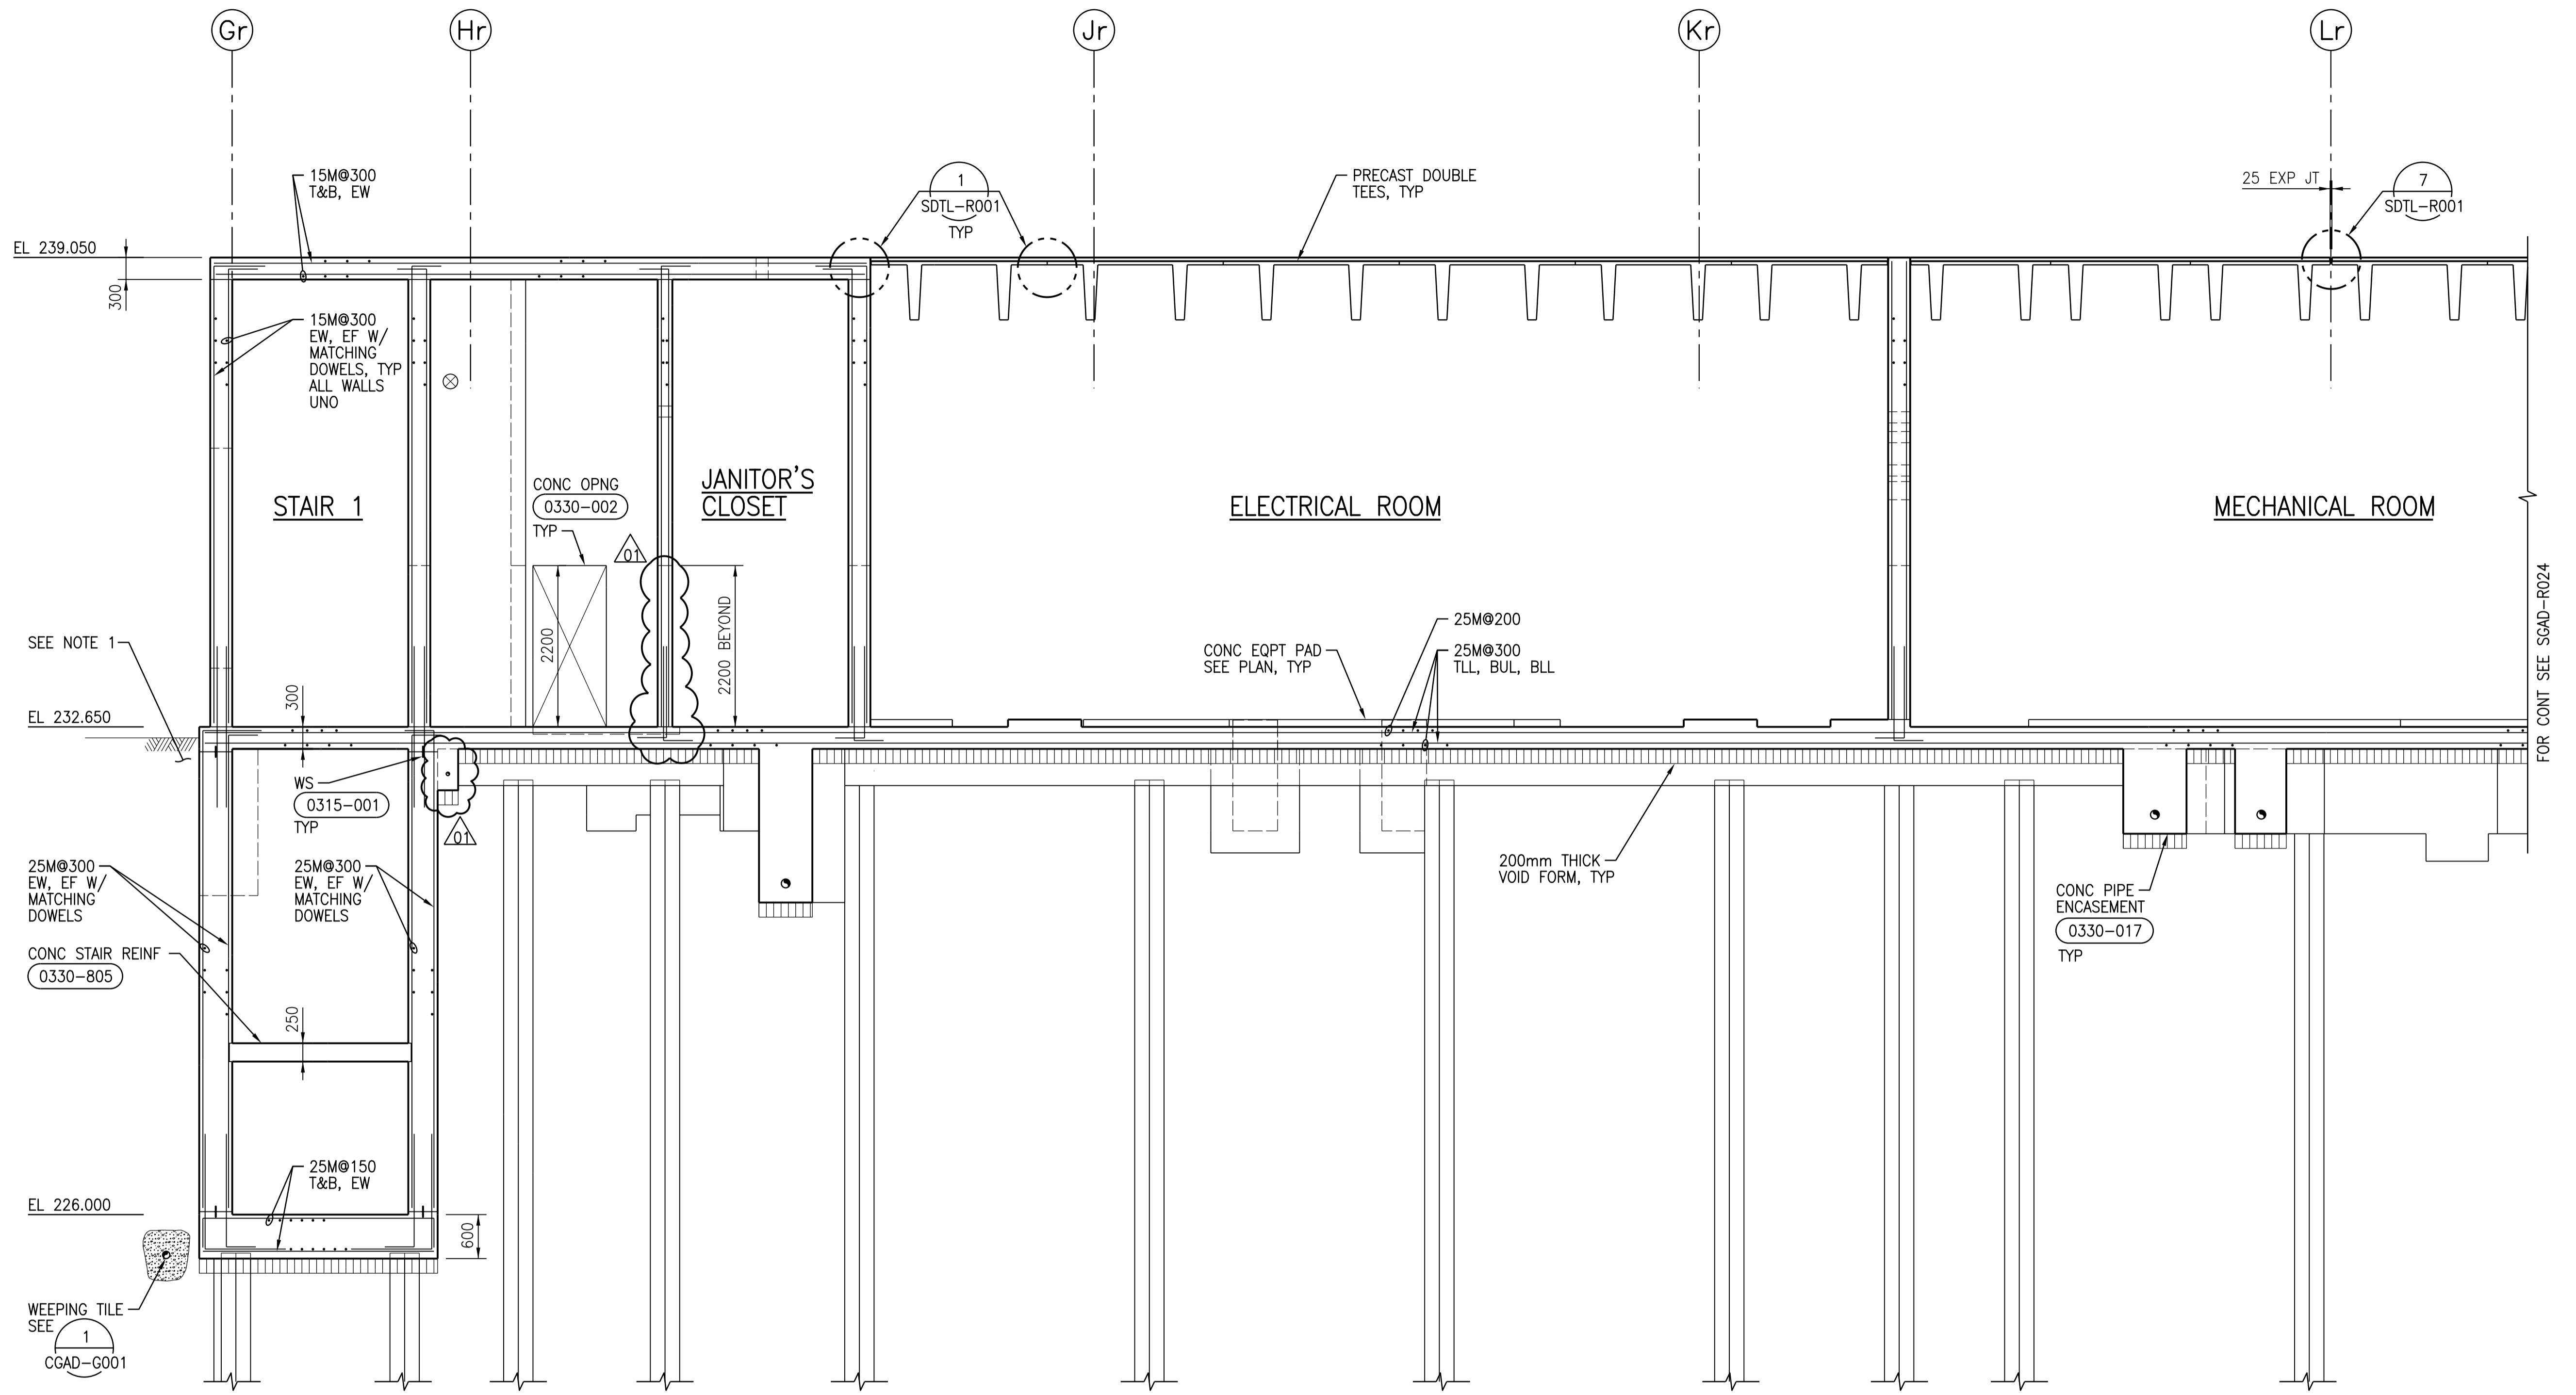 Gr
Hr
Jr
Kr
Lr
15M@300
T&B, EW
1
SDTL-R001
TYP
PRECAST DOUBLE
TEES, TYP
25 EXP JT
7
SDTL-R001
EL 239.050
300
15M@300
EW, EF W/
MATCHING
DOWELS, TYP
ALL WALLS
UNO
STAIR 1
CONC OPNG
0330-002
TYP
01
JANITOR'S
CLOSET
ELECTRICAL ROOM
MECHANICAL ROOM
2200
2200 BEYOND
25M@200
CONC EQPT PAD
SEE PLAN, TYP
25M@300
TLL, BUL, BLL
FOR CONT SEE SGAD-R024
SEE NOTE 1
300
EL 232.650
WS
0315-001
TYP
01
25M@300
EW, EF W/
MATCHING
DOWELS
25M@300
EW, EF W/
MATCHING
DOWELS
200mm THICK
VOID FORM, TYP
CONC PIPE
ENCASEMENT
0330-017
TYP
CONC STAIR REINF
0330-805
250
25M@150
T&B, EW
EL 226.000
600
WEEPING TILE
SEE
1
CGAD-G001